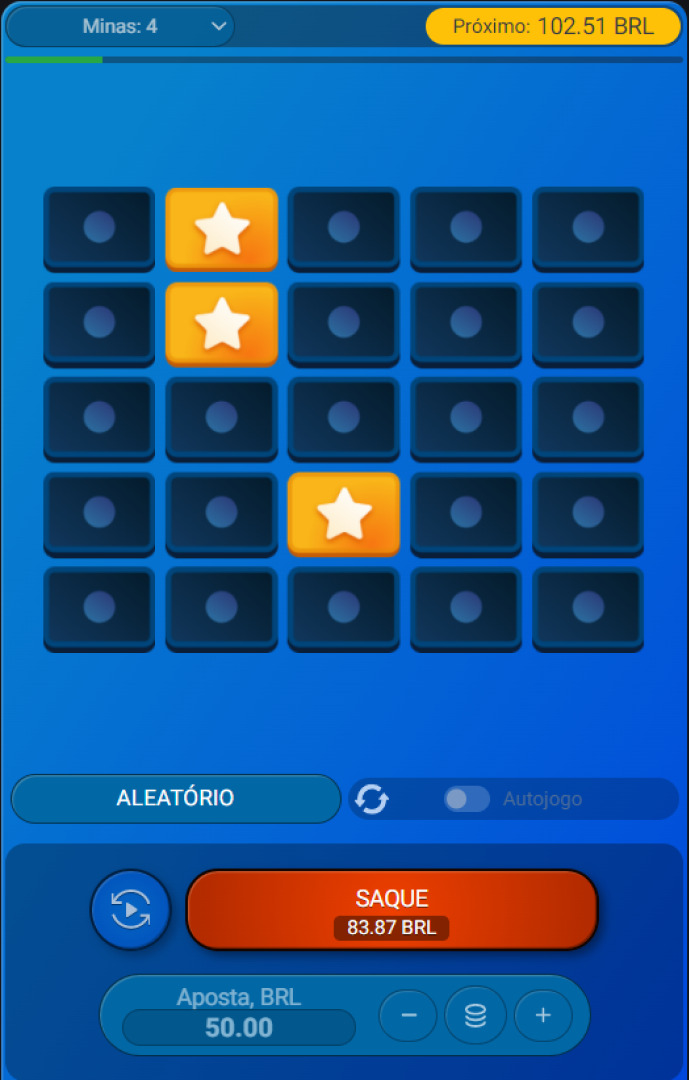 Minas: 4
Próximo: 102.51 BRL
ALEATÓRIO
Autojogo
SAQUE
83.87 BRL
Aposta, BRL
50.00